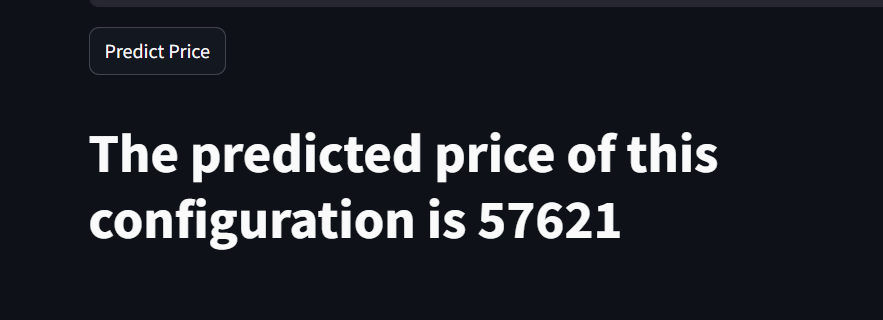 Predict Price
The predicted price of this
configuration is 57621